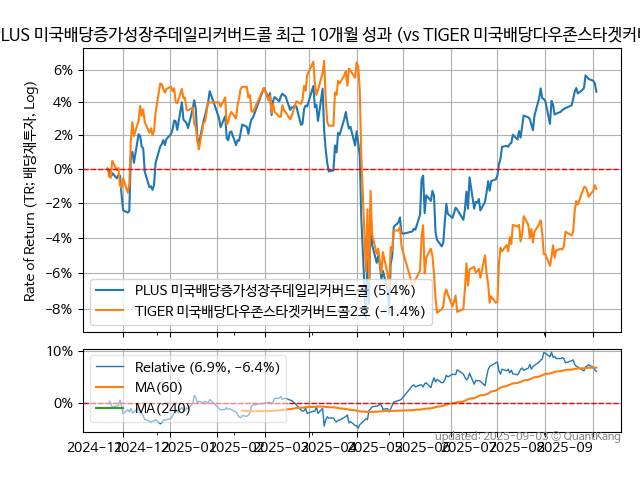 PLUS 미국배당증가성장주데일리커버드콜 최근 10개월 성과 (vs TIGER 미국배당다우존스타겟커버
Rate of Return (TR: 배당재투자, Log)
6%
4%
2%
0%
−2%
−4%
−6%
−8%
PLUS 미국배당증가성장주데일리커버드콜 (5.4%)
TIGER 미국배당다우존스타겟커버드콜2호 (−1.4%)
10%
0%
Relative (6.9%, −6.4%)
MA(60)
MA(240)
2024−11 2024−12 2025−01 2025−02 2025−03 2025−04 2025−05 2025−06 2025−07 2025−08 2025−09
updated: 2025-09-03 © QuantKang